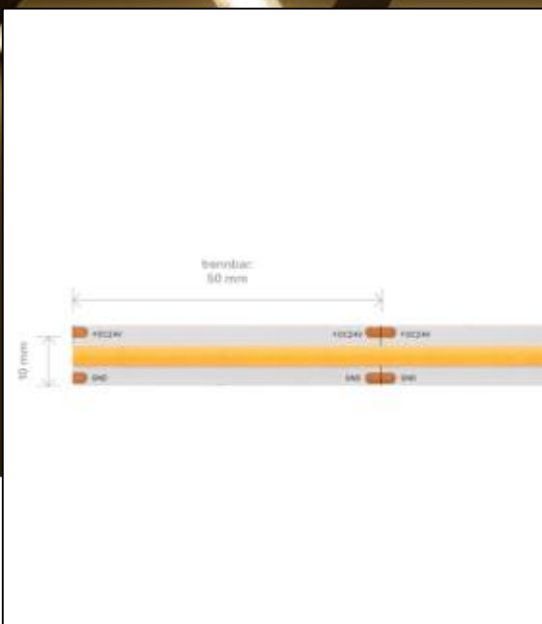 trennbar:
50 mm
+DC24V +DC24V +DC24V
10 mm
GND GND GND